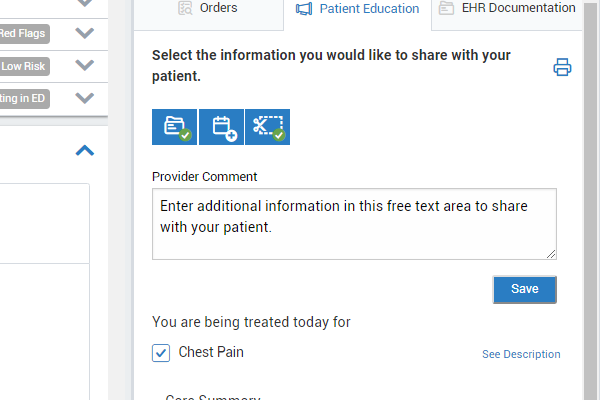 Orders
Patient Education
EHR Documentation
Red Flags
Low Risk
ting in ED
Select the information you would like to share with your
patient.
Provider Comment
Enter additional information in this free text area to share
with your patient.
Save
You are being treated today for
Chest Pain
See Description
Care Summary